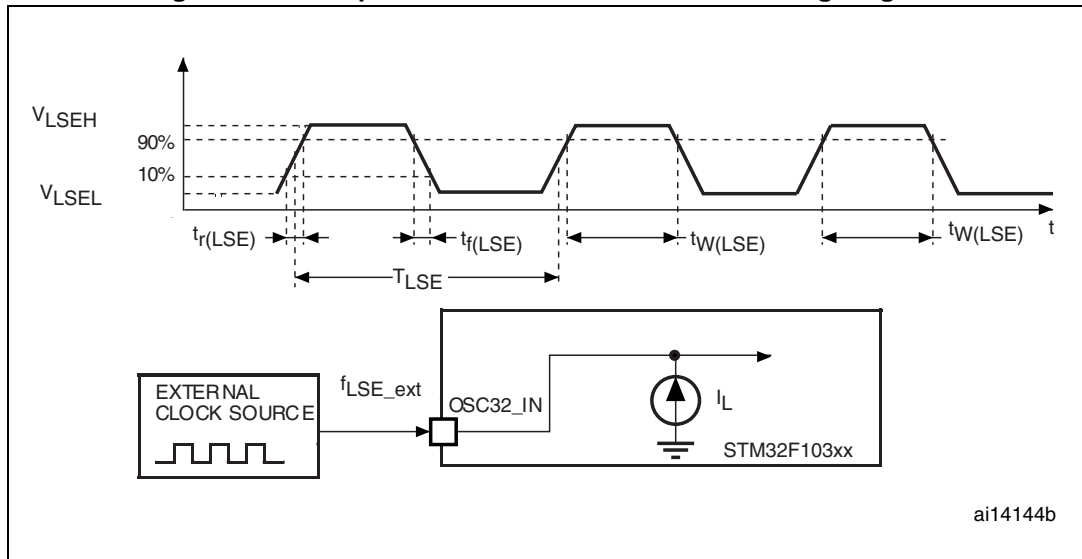 VLSEH
90%
10%
VLSEL
tr(LSE)
tf(LSE)
tW(LSE)
tW(LSE)
t
TLSE
EXTERNAL
CLOCK SOURCE
fLSE_ext
OSC32_IN
IL
STM32F103xx
ai14144b